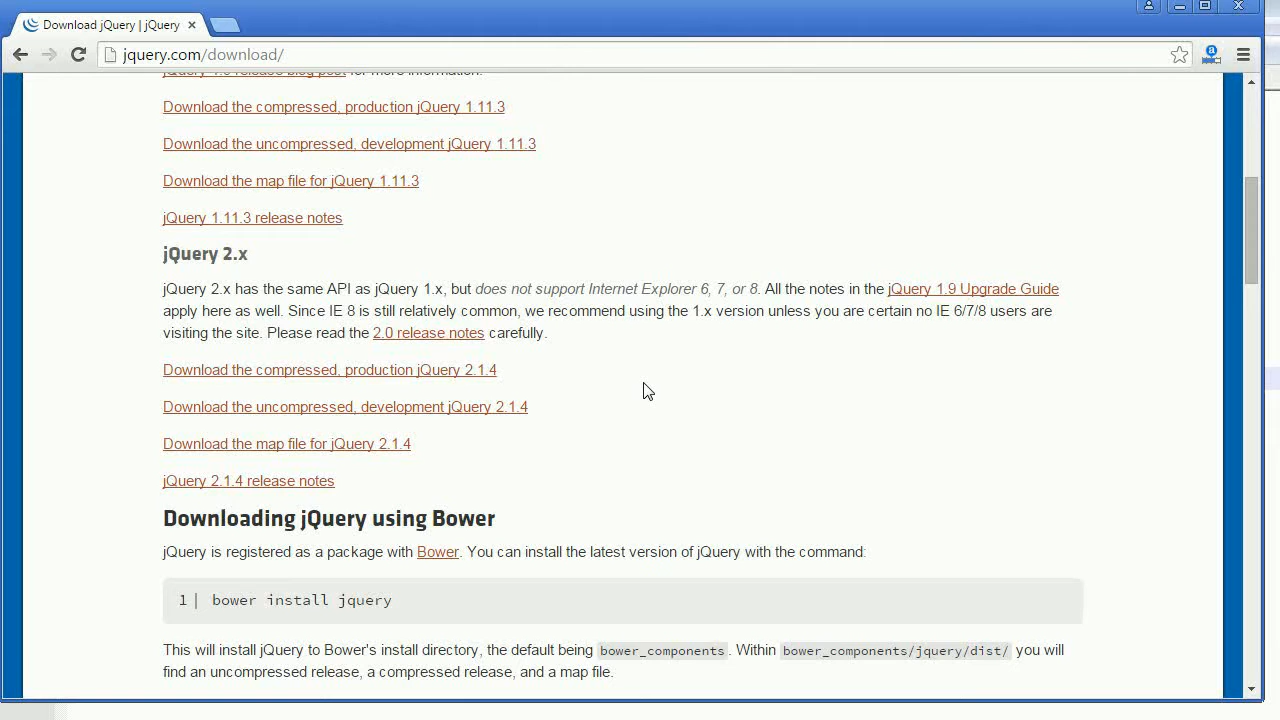 Download jQuery | jQuery
jquery.com/download/
jQuery 1.9 release blog post for more information.
Download the compressed, production jQuery 1.11.3
Download the uncompressed, development jQuery 1.11.3
Download the map file for jQuery 1.11.3
jQuery 1.11.3 release notes
jQuery 2.x
jQuery 2.x has the same API as jQuery 1.x, but does not support Internet Explorer 6, 7, or 8. All the notes in the jQuery 1.9 Upgrade Guide
apply here as well. Since IE 8 is still relatively common, we recommend using the 1.x version unless you are certain no IE 6/7/8 users are
visiting the site. Please read the 2.0 release notes carefully.
Download the compressed, production jQuery 2.1.4
Download the uncompressed, development jQuery 2.1.4
Download the map file for jQuery 2.1.4
jQuery 2.1.4 release notes
Downloading jQuery using Bower
jQuery is registered as a package with Bower. You can install the latest version of jQuery with the command:
1| bower install jquery
This will install jQuery to Bower's install directory, the default being bower_components. Within bower_components/jquery/dist/ you will
find an uncompressed release, a compressed release, and a map file.